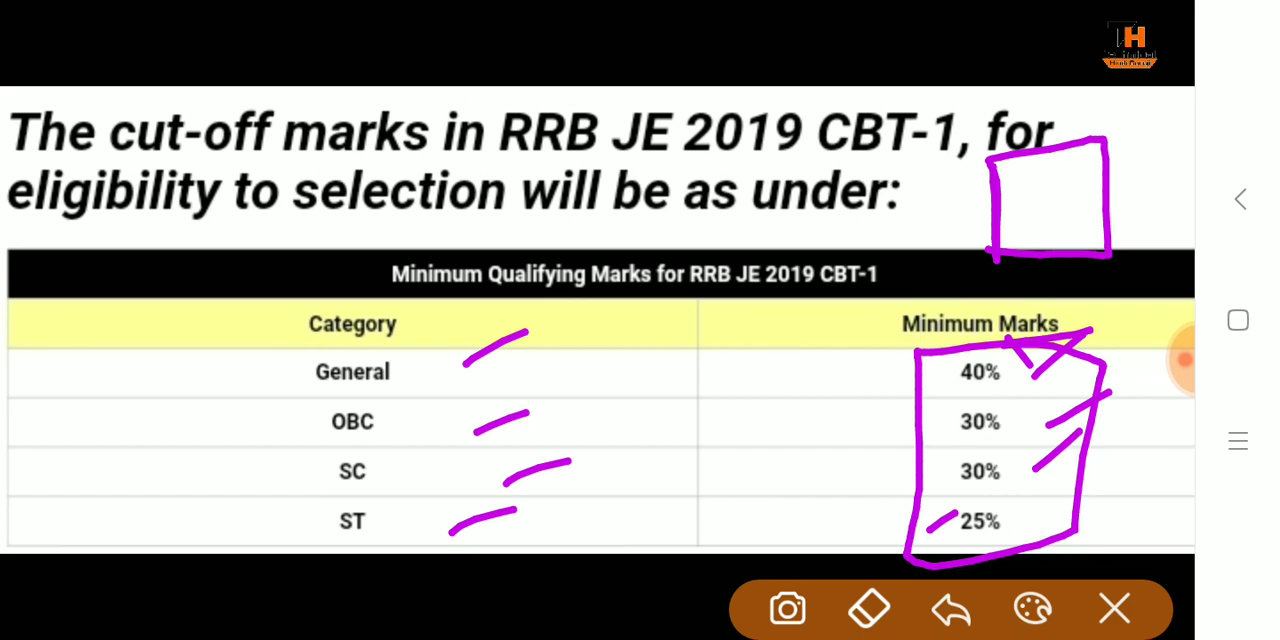 TH
The cut-off marks in RRB JE 2019 CBT-1, for
eligibility to selection will be as under:
Minimum Qualifying Marks for RRB JE 2019 CBT-1
Category Minimum Marks
General 40%
OBC 30%
SC 30%
ST 25%